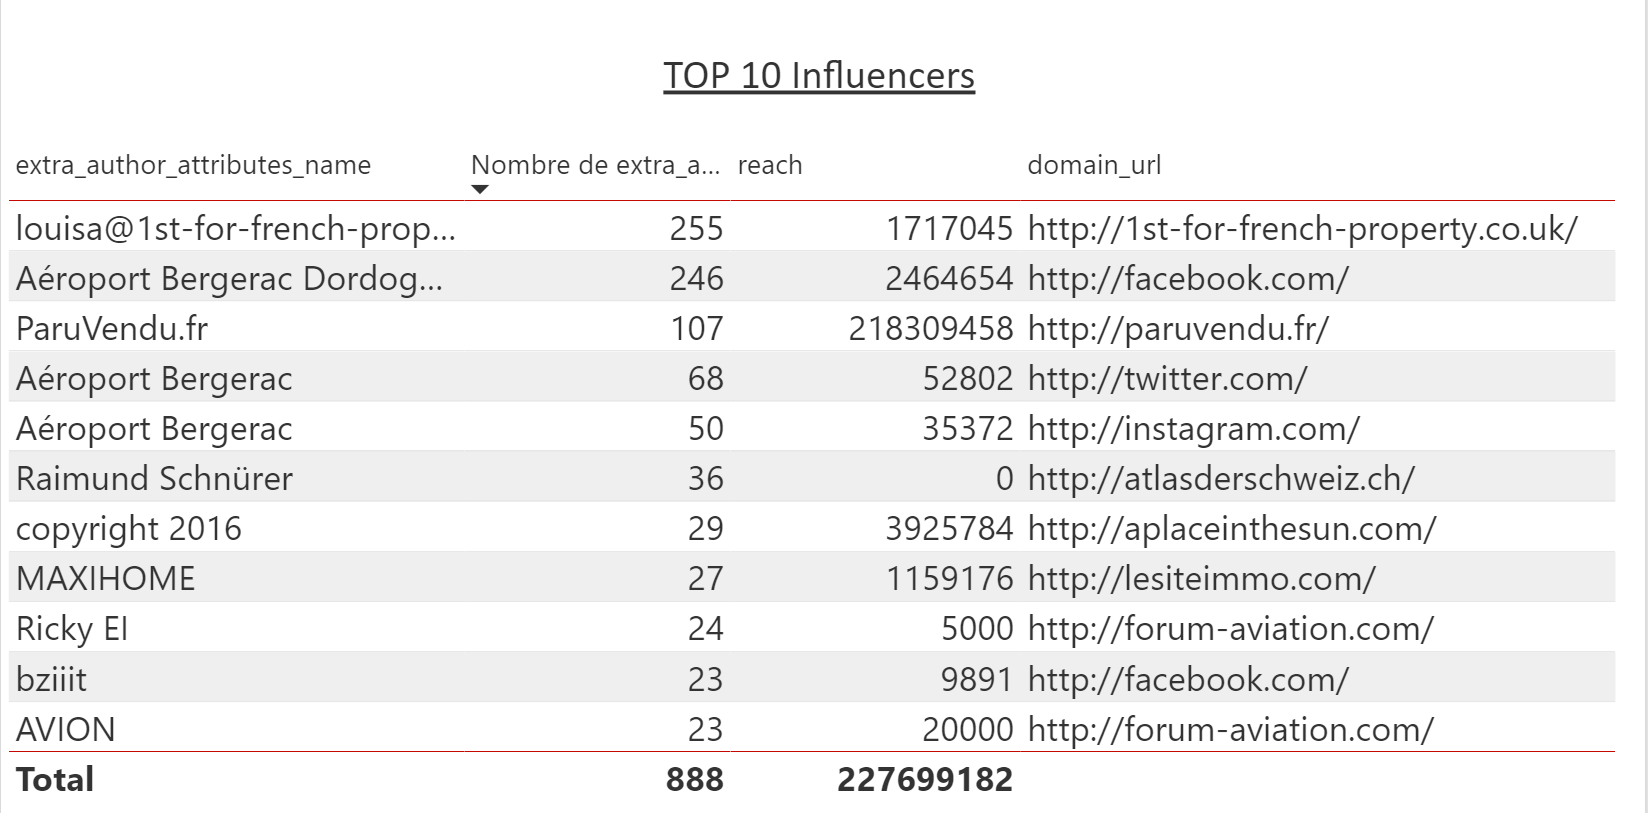 TOP 10 Influencers
extra_author_attributes_name Nombre de extra_a... reach domain_url
louisa@1st-for-french-prop... 255 1717045 http://1st-for-french-property.co.uk/
Aéroport Bergerac Dordog... 246 2464654 http://facebook.com/
ParuVendu.fr 107 218309458 http://paruvendu.fr/
Aéroport Bergerac 68 52802 http://twitter.com/
Aéroport Bergerac 50 35372 http://instagram.com/
Raimund Schnürer 36 0 http://atlasderschweiz.ch/
copyright 2016 29 3925784 http://aplaceinthesun.com/
MAXIHOME 27 1159176 http://lesiteimmo.com/
Ricky El 24 5000 http://forum-aviation.com/
bziiit 23 9891 http://facebook.com/
AVION 23 20000 http://forum-aviation.com/
Total 888 227699182